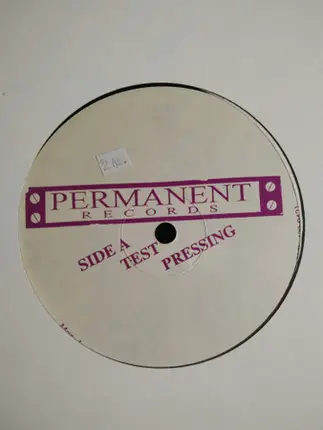 PERMANENT
RECORDS
SIDE A
TEST
PRESSING